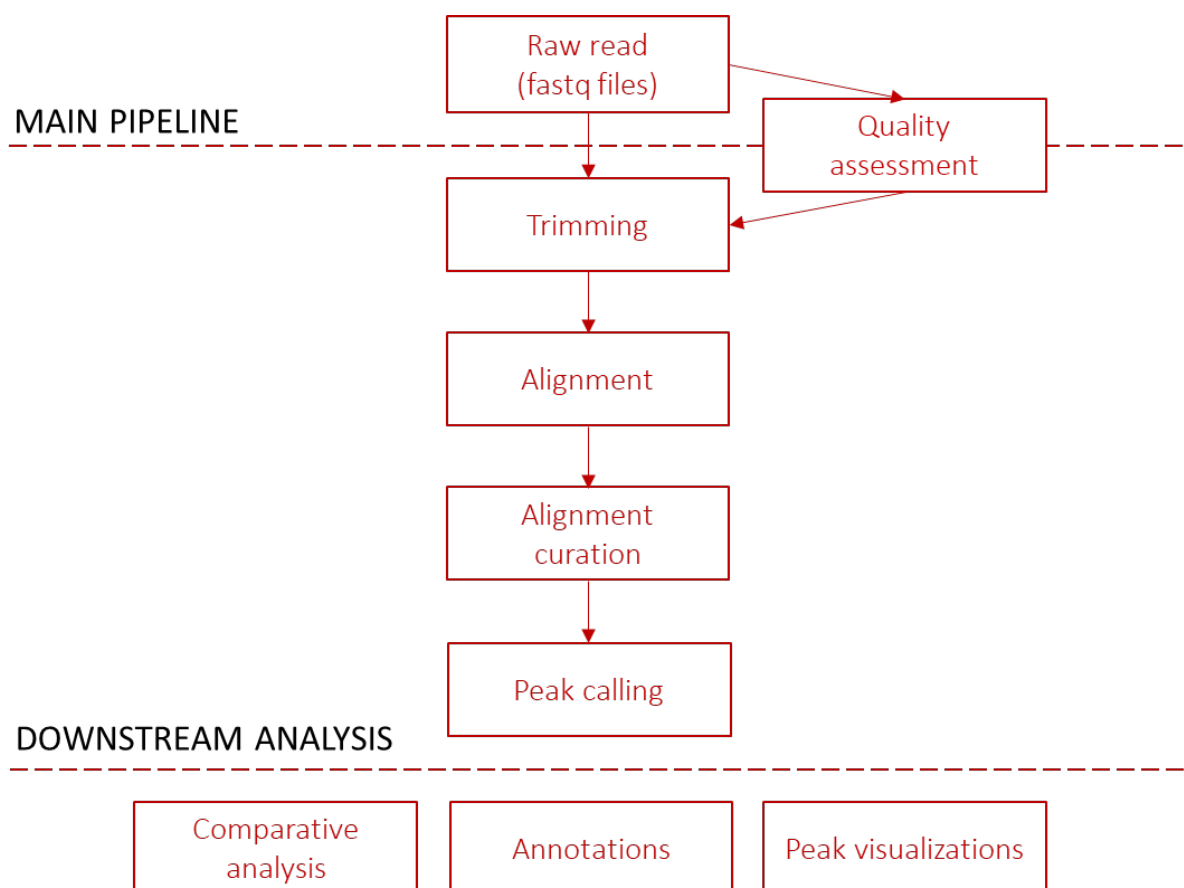 Raw read
(fastq files)
MAIN PIPELINE
Quality
assessment
Trimming
Alignment
Alignment
curation
Peak calling
DOWNSTREAM ANALYSIS
Comparative
analysis
Annotations
Peak visualizations